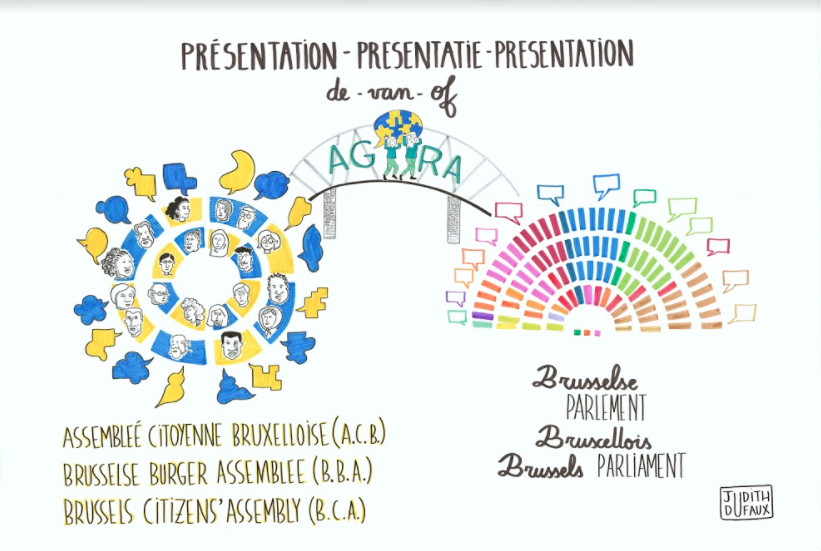 PRÉSENTATION - PRESENTATIE - PRESENTATION
de - van - of
AGORA
ASSEMBLEÉ CITOYENNE BRUXELLOISE (A.C.B.)
BRUSSELSE BURGER ASSEMBLEE (B.B.A.)
BRUSSELS CITIZENS' ASSEMBLY (B.C.A.)
Brusselse
PARLEMENT
Bruxellois
Brussels PARLIAMENT
JUDITH
DUFAUX